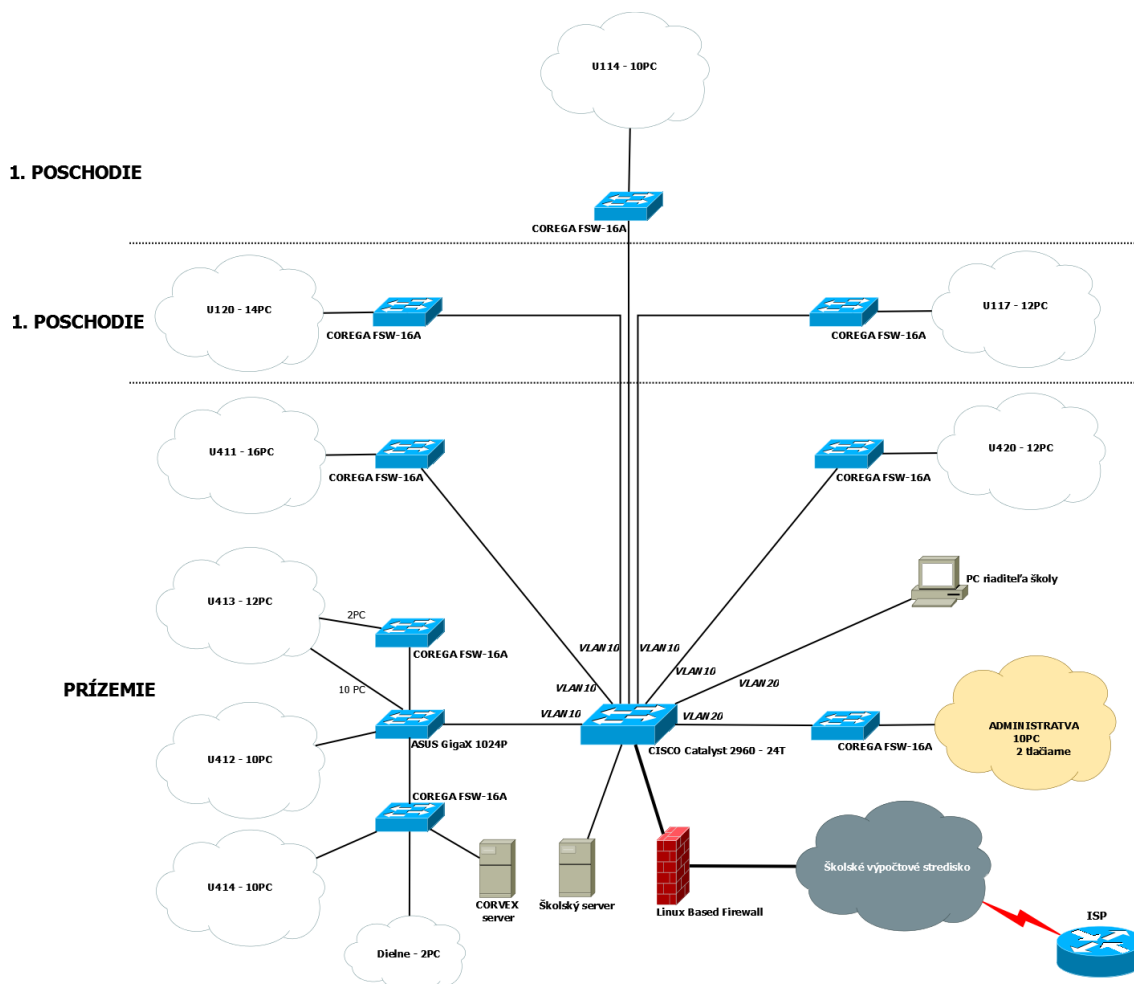 U114 - 10PC
1. POSCHODIE
COREGA FSW-16A
U120 - 14PC
COREGA FSW-16A
1. POSCHODIE
U117 - 12PC
COREGA FSW-16A
U411 - 16PC
COREGA FSW-16A
U420 - 12PC
COREGA FSW-16A
PC riaditeľa školy
U413 - 12PC
2PC
COREGA FSW-16A
10 PC
PRÍZEMIE
VLAN10
VLAN10
VLAN10
VLAN10
VLAN20
VLAN10
VLAN20
ASUS GigaX 1024P
CISCO Catalyst 2960 - 24T
COREGA FSW-16A
ADMINISTRATVA
10PC
2 tlačiarne
U412 - 10PC
COREGA FSW-16A
U414 - 10PC
CORVEX
server
Školský server
Linux Based Firewall
Školské výpočtové stredisko
ISP
Dielne - 2PC